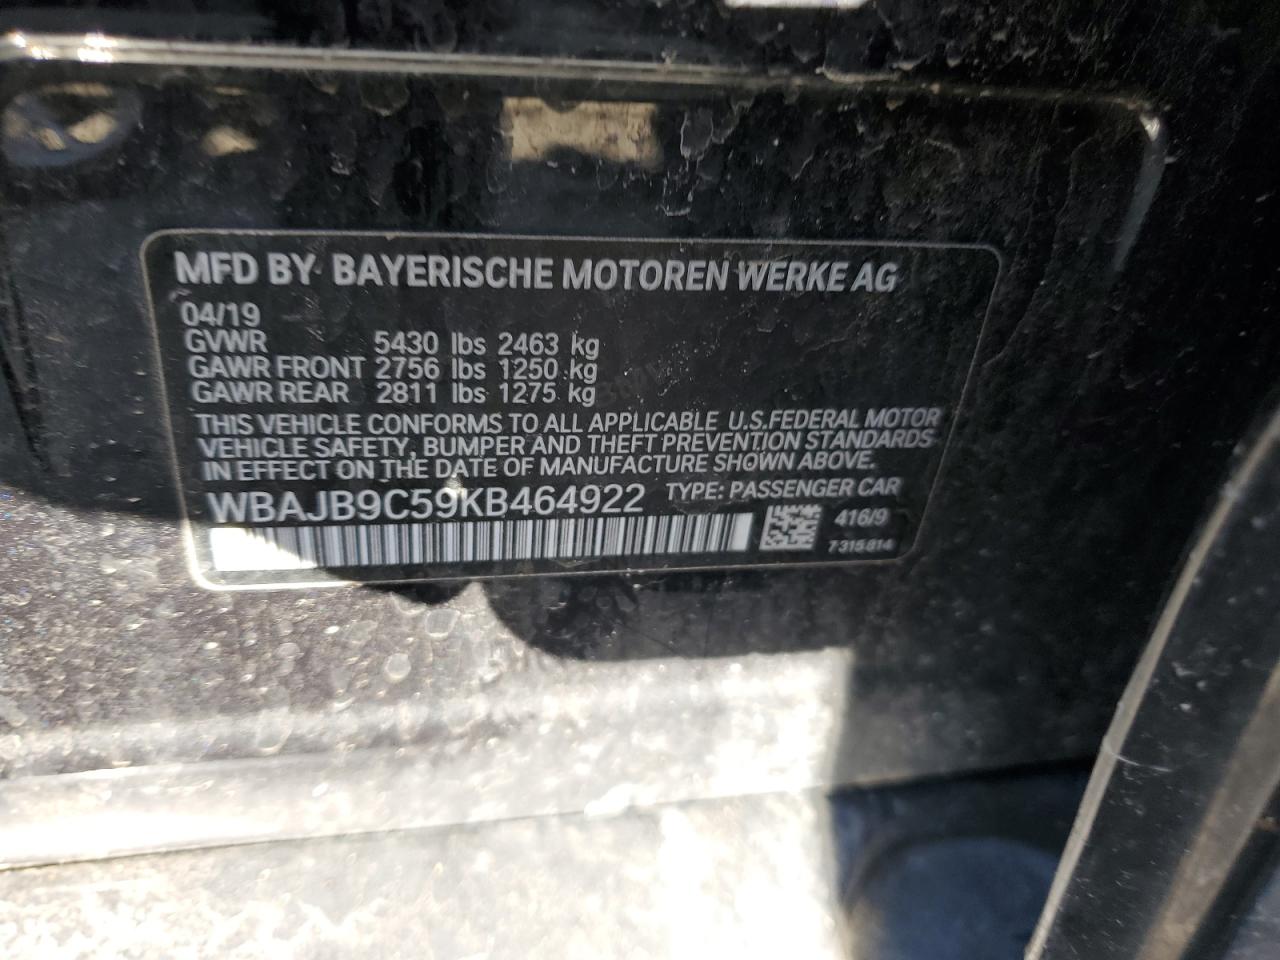 MFD BY BAYERISCHE MOTOREN WERKE AG
04/19
GVWR 5430 lbs 2463 kg
GAWR FRONT 2756 lbs 1250 kg
GAWR REAR 2811 lbs 1275 kg
THIS VEHICLE CONFORMS TO ALL APPLICABLE U.S.FEDERAL MOTOR
VEHICLE SAFETY, BUMPER AND THEFT PREVENTION STANDARDS
IN EFFECT ON THE DATE OF MANUFACTURE SHOWN ABOVE.
WBAJB9C59KB464922 TYPE: PASSENGER CAR
416/9
7315814